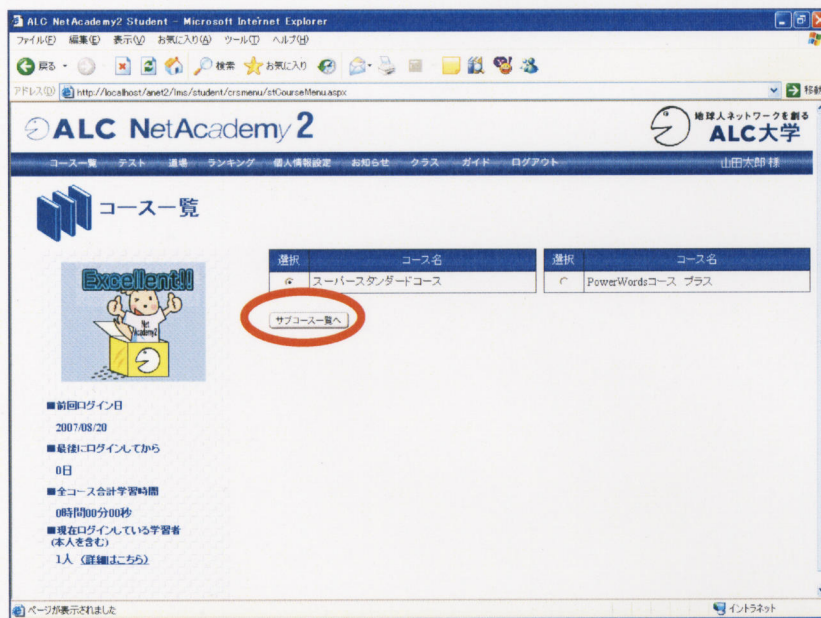 ALC NetAcademy2 Student - Microsoft Internet Explorer
ファイル(F) 編集(E) 表示(V) お気に入り(A) ツール(T) ヘルプ(H)
戻る 検索 お気に入り
アドレス(D) http://localhost/anet2/lms/student/crsmenu/stCourseMenu.aspx 移動
ALC NetAcademy 2
地球人ネットワークを創る
ALC大学
コース一覧 テスト 道場 ランキング 個人情報設定 お知らせ クラス ガイド ログアウト 山田太郎 様
コース一覧
選択 コース名 選択 コース名
スーパースタンダードコース PowerWordsコース プラス
サブコース一覧へ
Excellent!!
Net
Academy2
■前回ログイン日
2007/08/20
■最後にログインしてから
0日
■全コース合計学習時間
0時間00分00秒
■現在ログインしている学習者
(本人を含む)
1人 (詳細はこちら)
ページが表示されました イントラネット